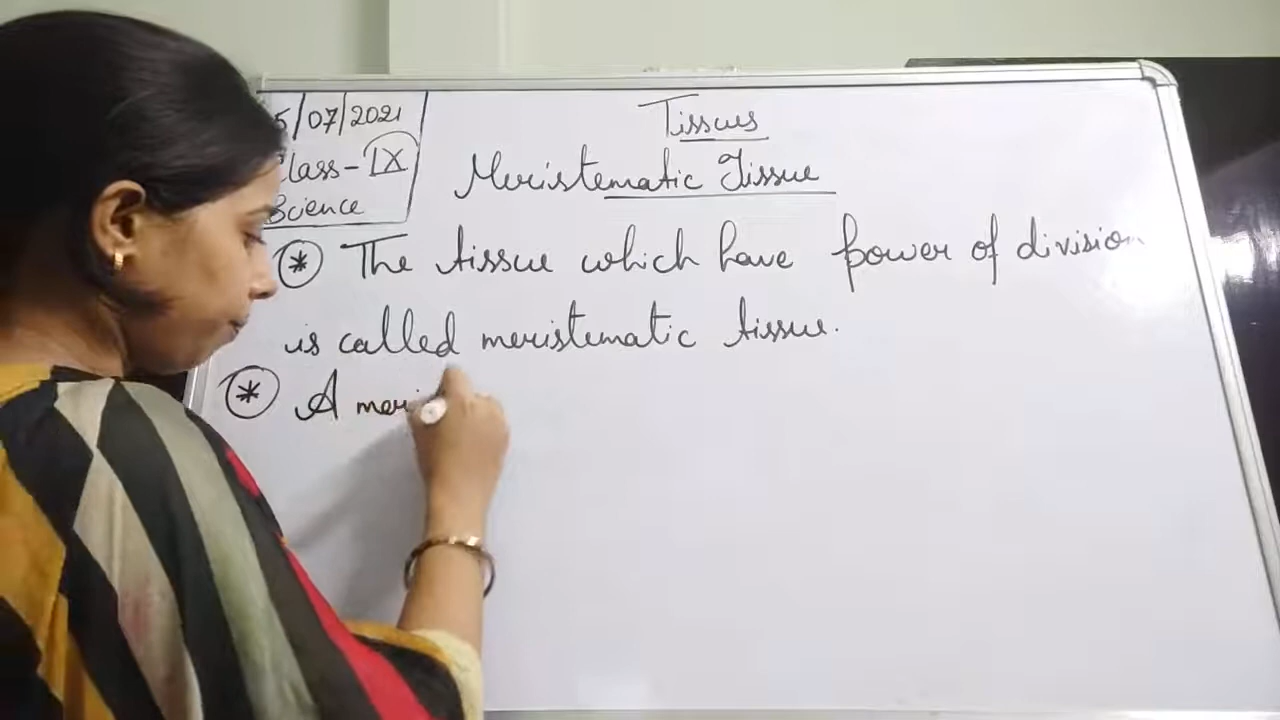 5/07/2021
Class-IX
Science
Tissues
Meristematic Tissue
* The tissue which have power of division
is called meristematic tissue.
* A meri